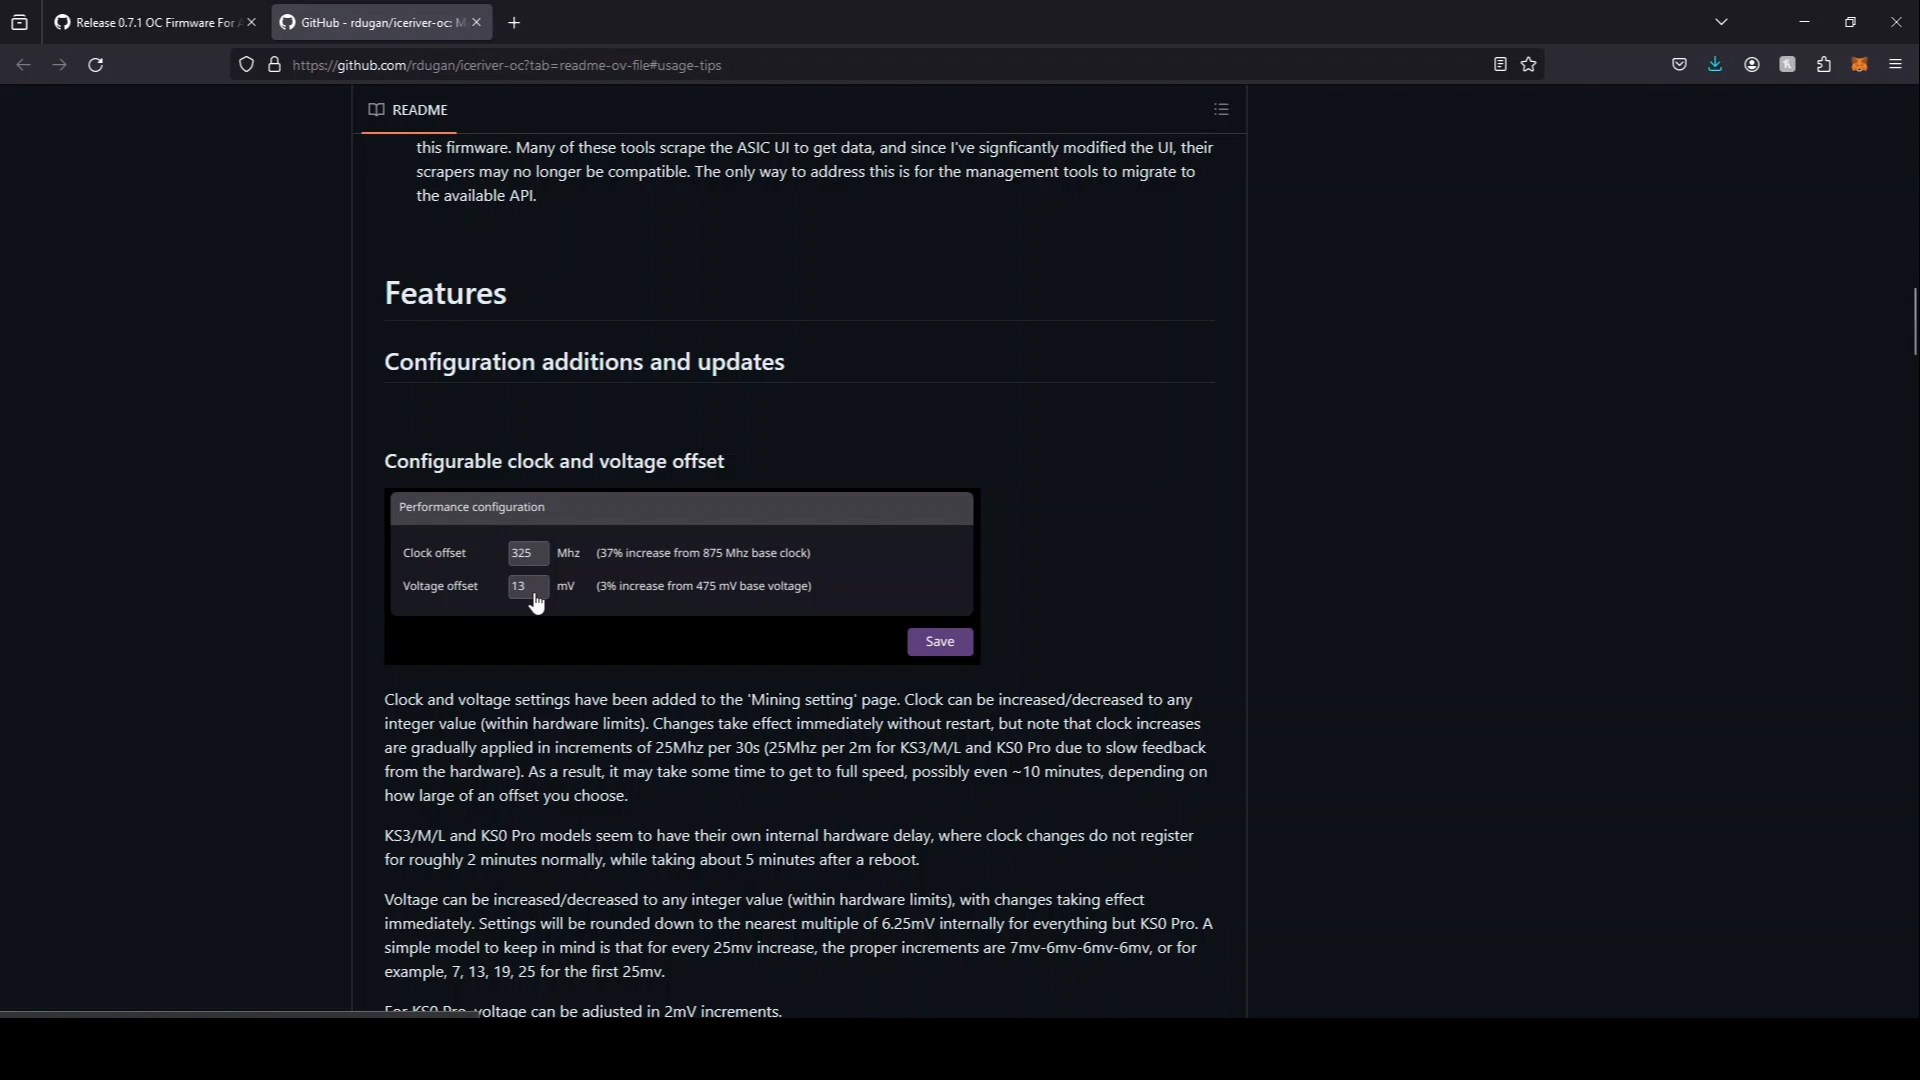 Release 0.7.1 OC Firmware For
GitHub - rdugan/iceriver-oc: M
https://github.com/rdugan/iceriver-oc?tab=readme-ov-file#usage-tips
README
this firmware. Many of these tools scrape the ASIC UI to get data, and since I've signficantly modified the UI, their
scrapers may no longer be compatible. The only way to address this is for the management tools to migrate to
the available API.
Features
Configuration additions and updates
Configurable clock and voltage offset
Performance configuration
Clock offset 325 Mhz (37% increase from 875 Mhz base clock)
Voltage offset 13 mV (3% increase from 475 mV base voltage)
Save
Clock and voltage settings have been added to the 'Mining setting' page. Clock can be increased/decreased to any
integer value (within hardware limits). Changes take effect immediately without restart, but note that clock increases
are gradually applied in increments of 25Mhz per 30s (25Mhz per 2m for KS3/M/L and KS0 Pro due to slow feedback
from the hardware). As a result, it may take some time to get to full speed, possibly even ~10 minutes, depending on
how large of an offset you choose.
KS3/M/L and KS0 Pro models seem to have their own internal hardware delay, where clock changes do not register
for roughly 2 minutes normally, while taking about 5 minutes after a reboot.
Voltage can be increased/decreased to any integer value (within hardware limits), with changes taking effect
immediately. Settings will be rounded down to the nearest multiple of 6.25mV internally for everything but KS0 Pro. A
simple model to keep in mind is that for every 25mv increase, the proper increments are 7mv-6mv-6mv-6mv, or for
example, 7, 13, 19, 25 for the first 25mv.
For KS0 Pro, voltage can be adjusted in 2mV increments.